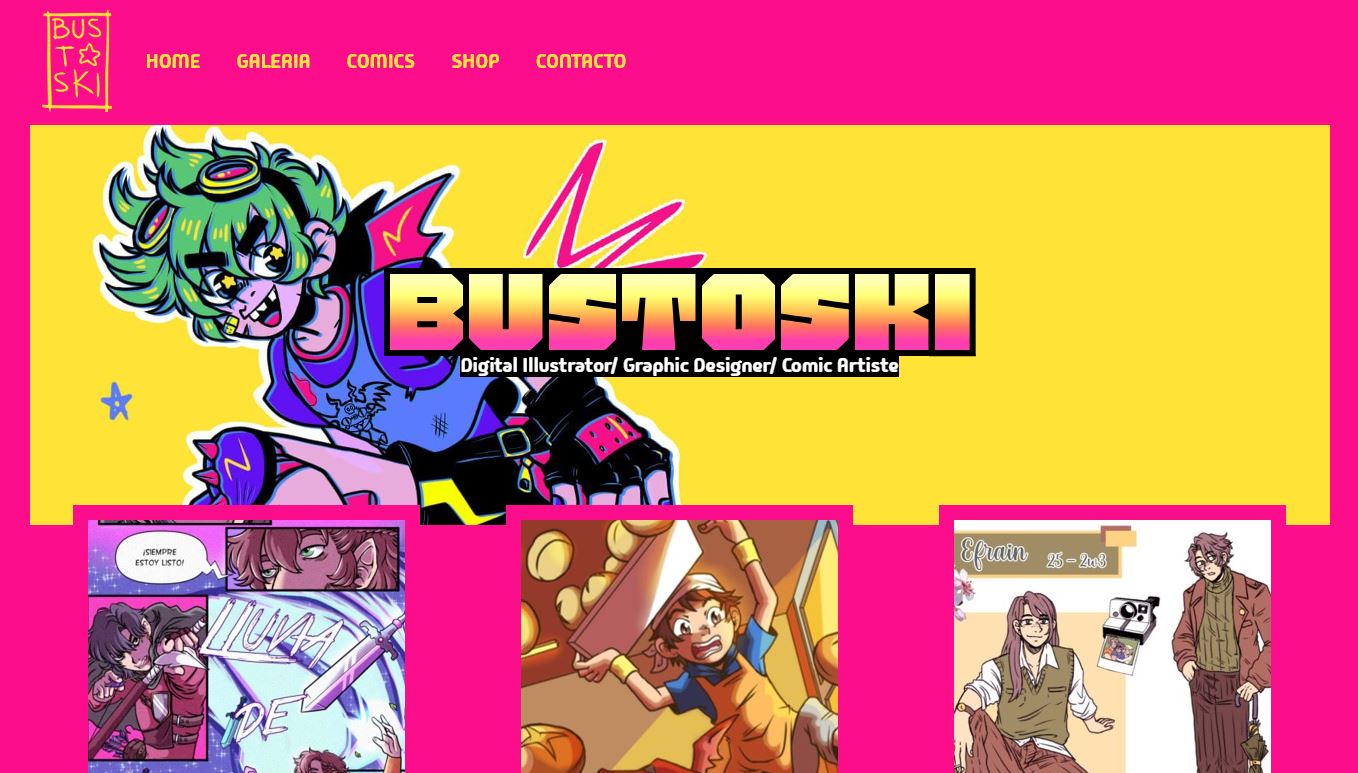 BUS
T☆
SKI
HOME GALERIA COMICS SHOP CONTACTO
BUSTOSKI
Digital Illustrator/ Graphic Designer/ Comic Artiste
¡SIEMPRE
ESTOY LISTO!
LLUVIA
DE
Efrain 25 – 2w3